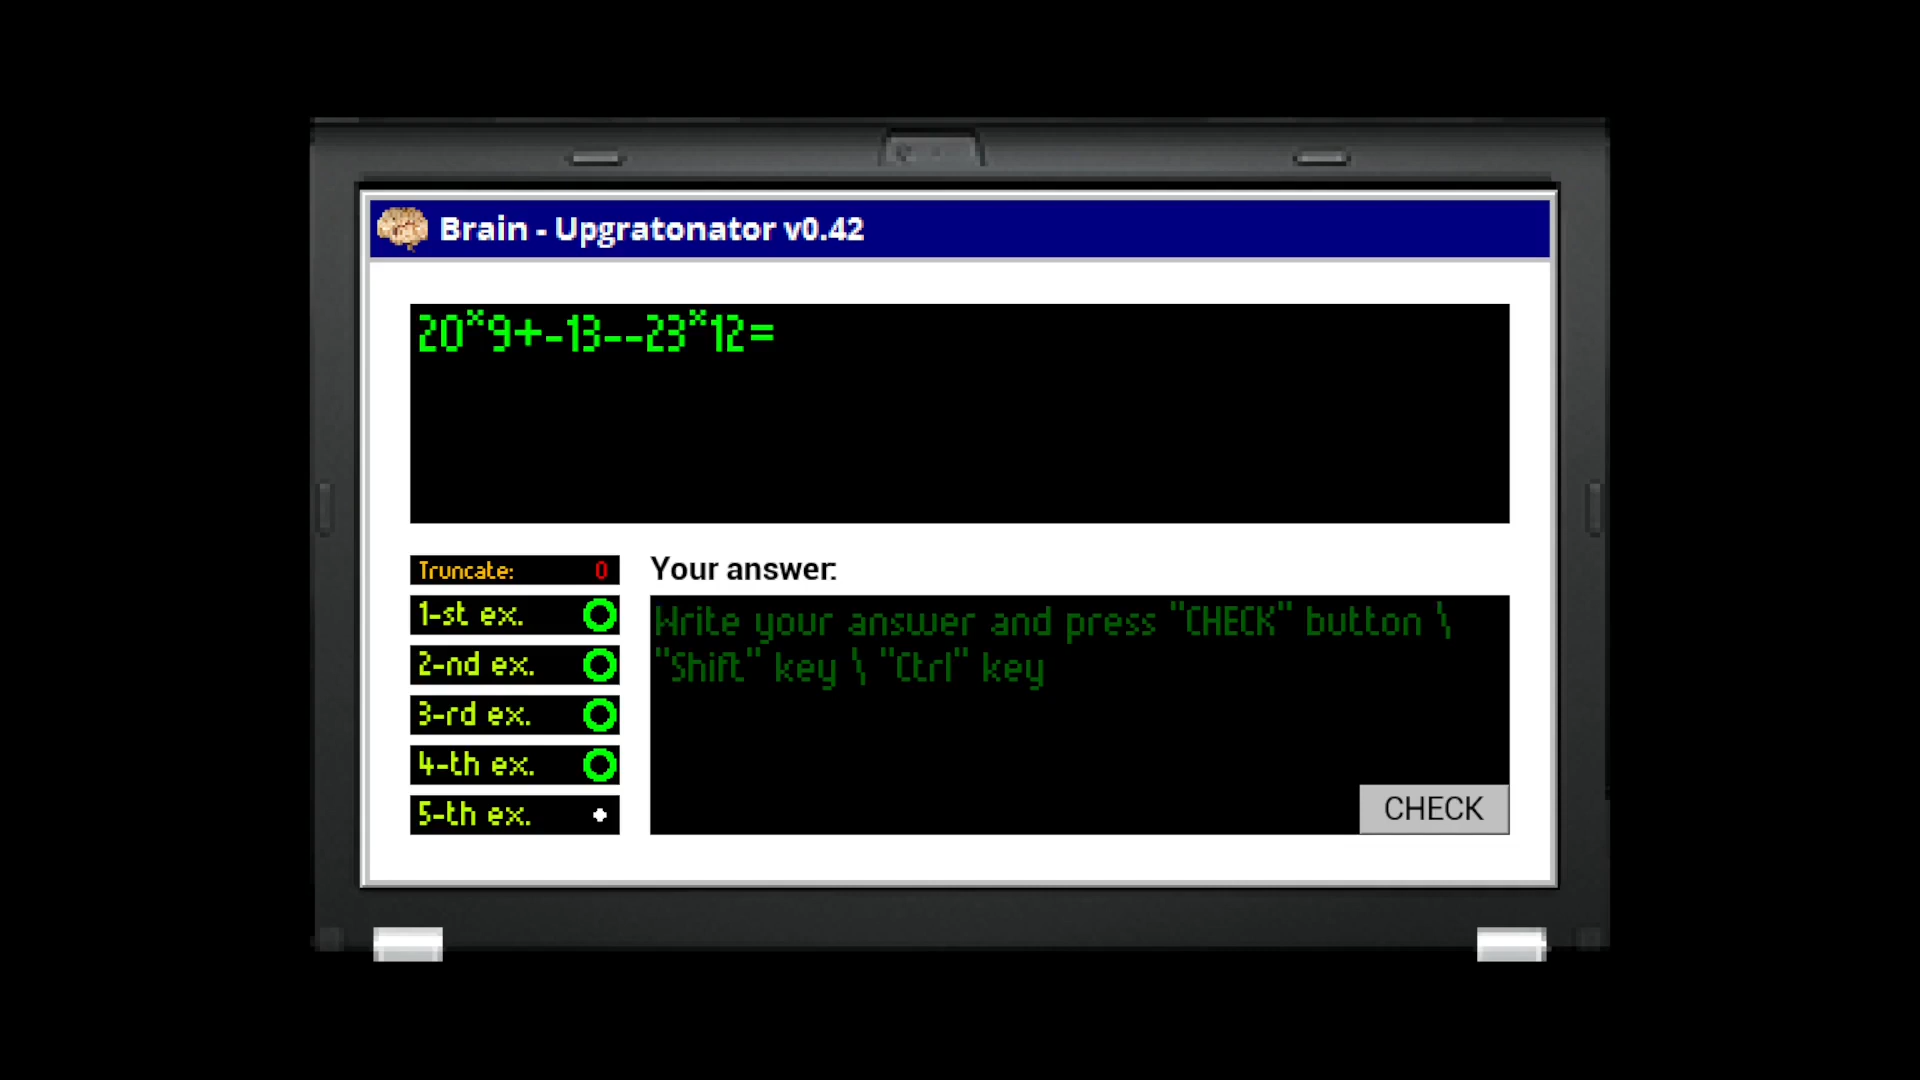 Brain - Upgratonator v0.42
20*9+-13--23*12=
Truncate: 0
Your answer:
1-st ex.
2-nd ex.
3-rd ex.
4-th ex.
5-th ex.
Write your answer and press "CHECK" button \
"Shift" key \ "Ctrl" key
CHECK